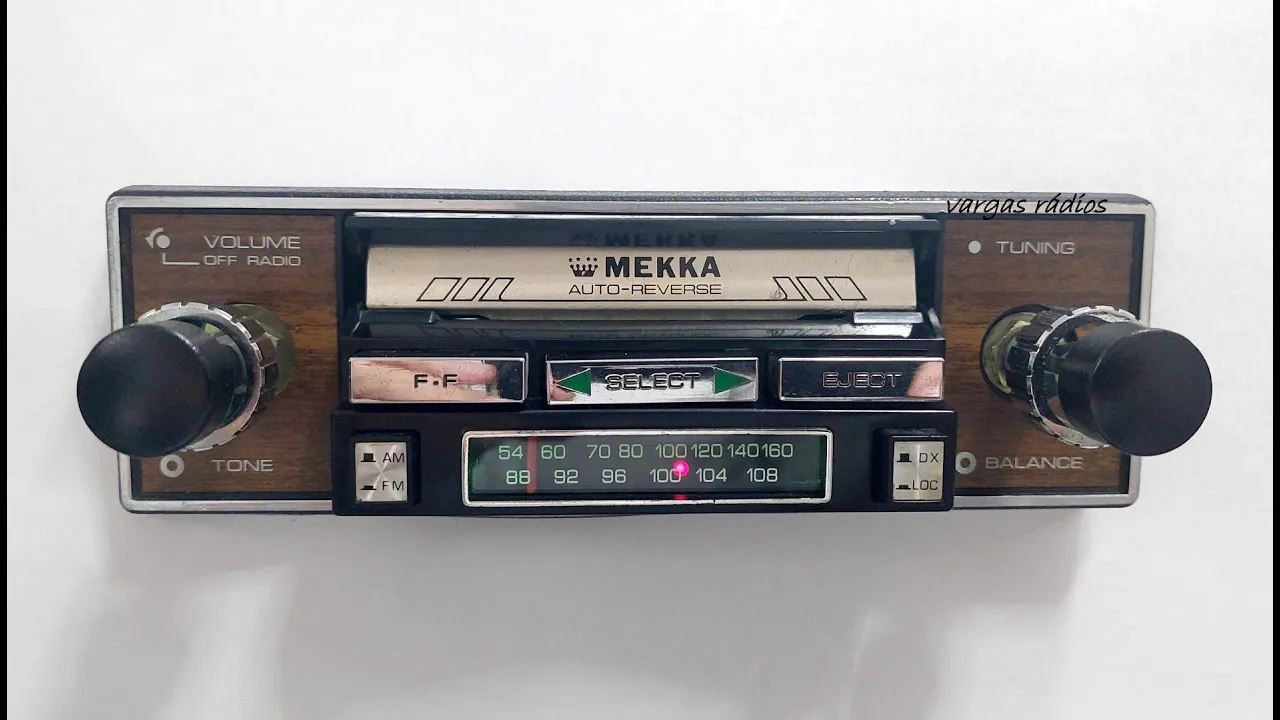 vargas rádios
VOLUME
OFF RADIO
TUNING
MEKKA
AUTO-REVERSE
F·F
SELECT
EJECT
AM
FM
54 60 70 80 100 120 140 160
88 92 96 100 104 108
DX
LOC
TONE
BALANCE